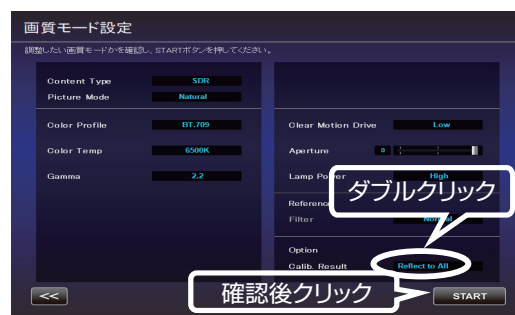 画質モード設定
調整したい画質モードかを確認し、STARTボタンを押してください。
Content Type SDR
Picture Mode Natural
Color Profile BT.709
Color Temp 6500K
Gamma 2.2
Clear Motion Drive Low
Aperture 0
Lamp Power High
ダブルクリック
Reference
Filter Normal
Option
Calib. Result Reflect to All
確認後クリック
<< START